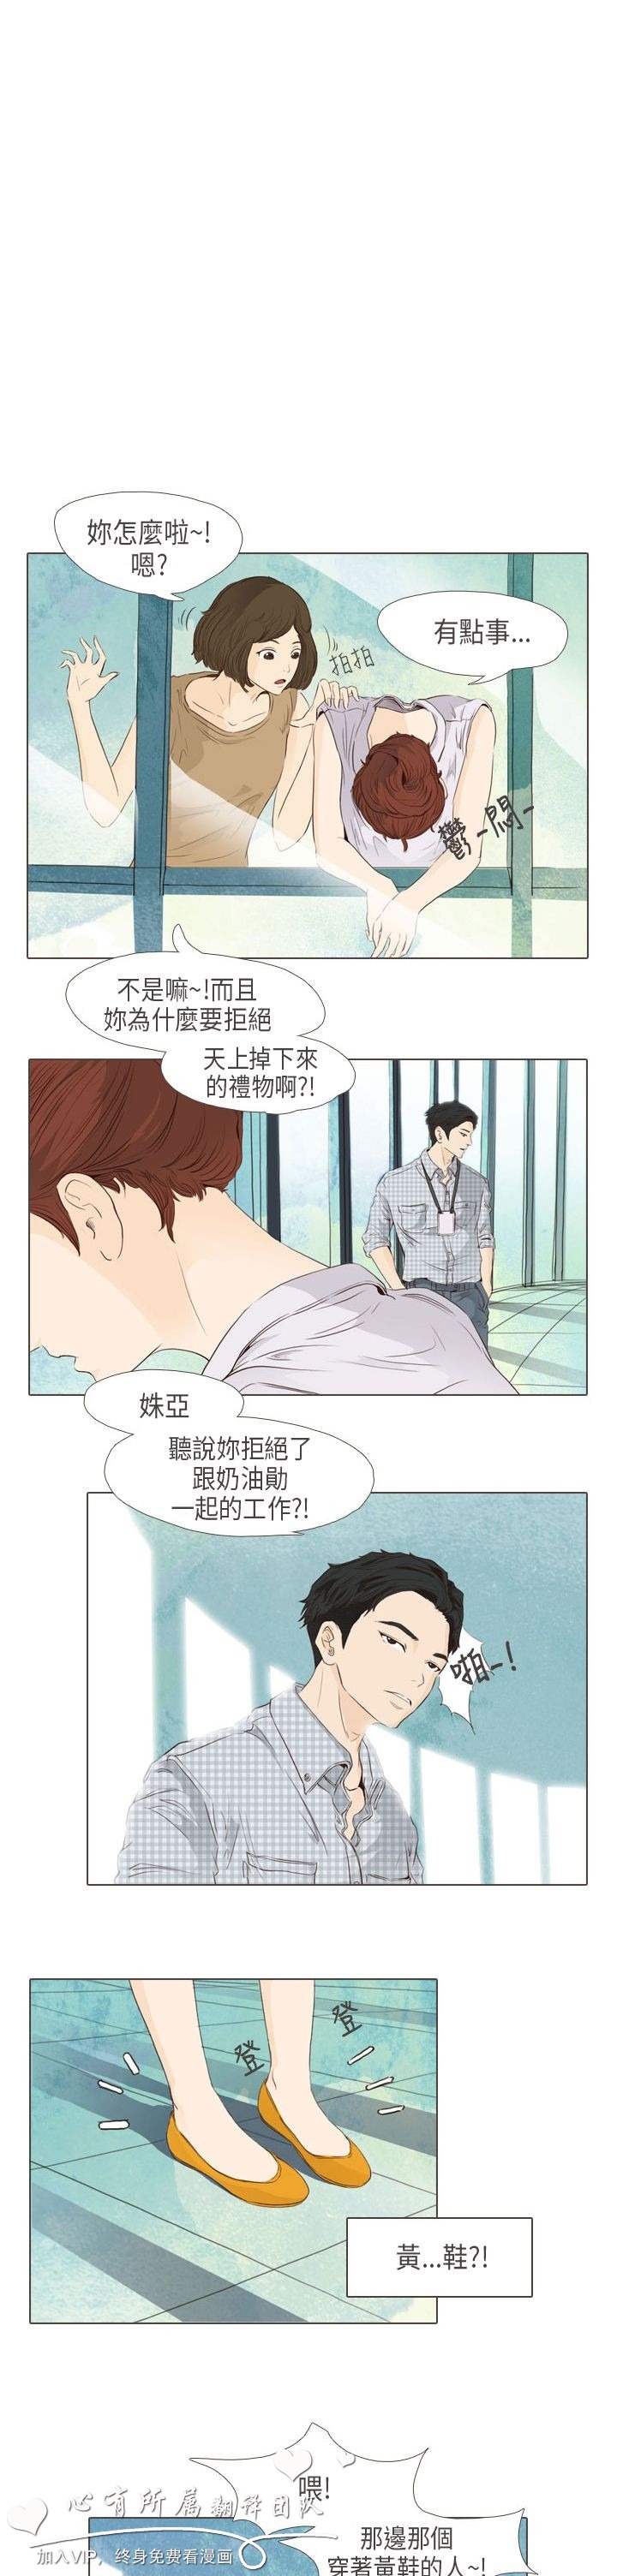 妳怎麼啦~!
嗯?
有點事...
拍拍
鬱~悶~
不是嘛~!而且
妳為什麼要拒絕
天上掉下來
的禮物啊?!
姝亞
聽說妳拒絕了
跟奶油勛
一起的工作?!
啪~!
登
登
黃...鞋?!
喂!
那邊那個
穿著黃鞋的人~!
心有所属翻译团队
加入VIP，终身免费看漫画